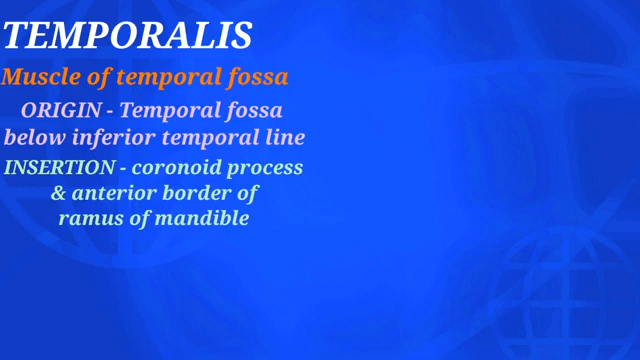 TEMPORALIS
Muscle of temporal fossa
ORIGIN - Temporal fossa
below inferior temporal line
INSERTION - coronoid process
& anterior border of
ramus of mandible